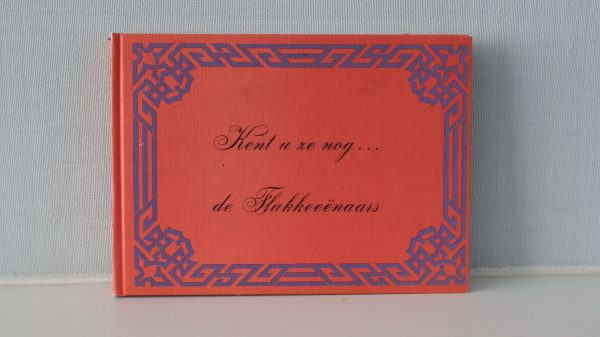 Kent u ze nog...
de Flakkeeënaars